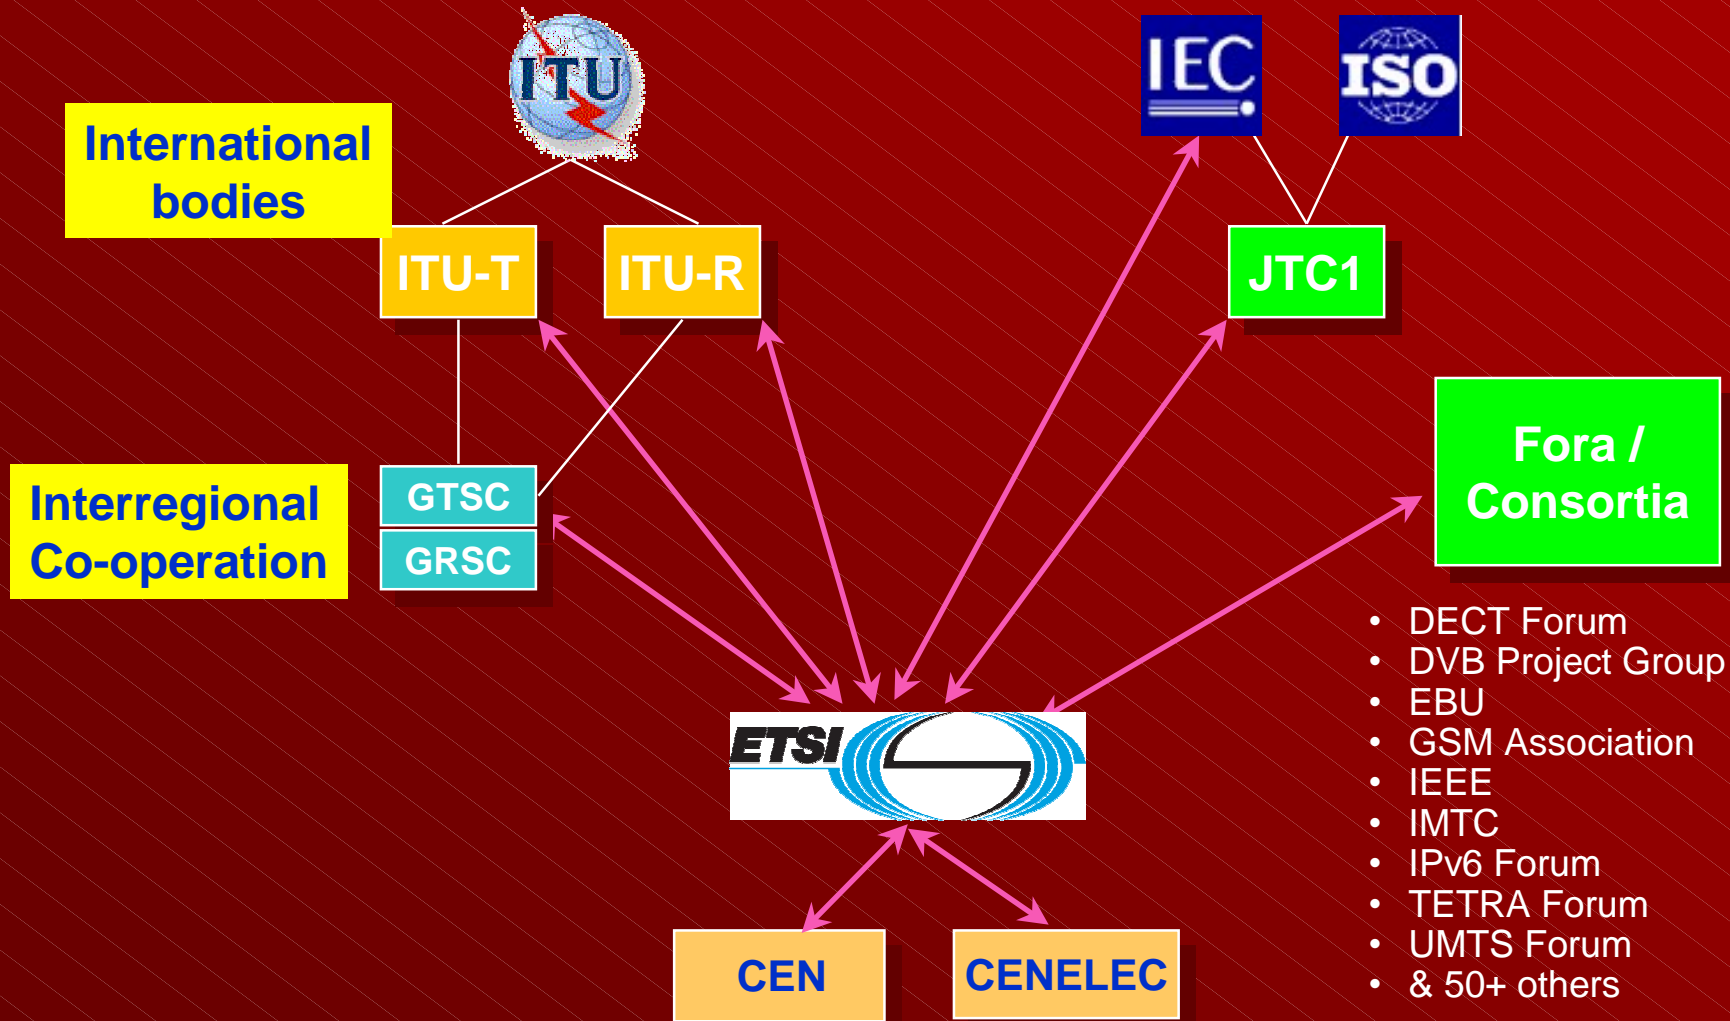 ITU
IEC
ISO
International
bodies
ITU-T
ITU-R
JTC1
Fora /
Consortia
Interregional
Co-operation
GTSC
GRSC
• DECT Forum
• DVB Project Group
• EBU
• GSM Association
• IEEE
• IMTC
• IPv6 Forum
• TETRA Forum
• UMTS Forum
• & 50+ others
ETSI
CEN
CENELEC